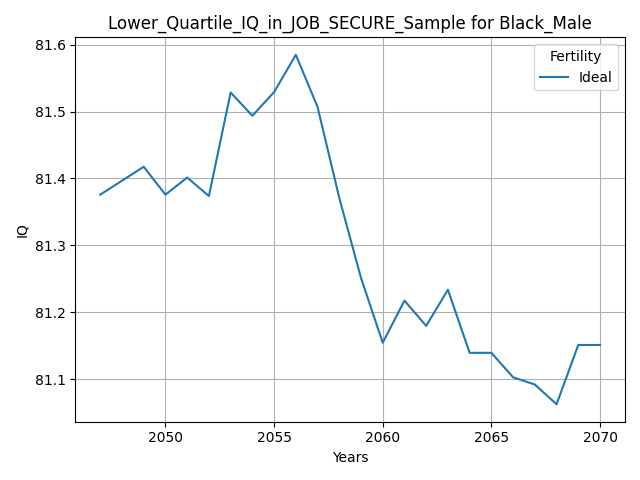 Lower_Quartile_IQ_in_JOB_SECURE_Sample for Black_Male
Fertility
Ideal
81.6
81.5
81.4
81.3
81.2
81.1
IQ
2050
2055
2060
2065
2070
Years